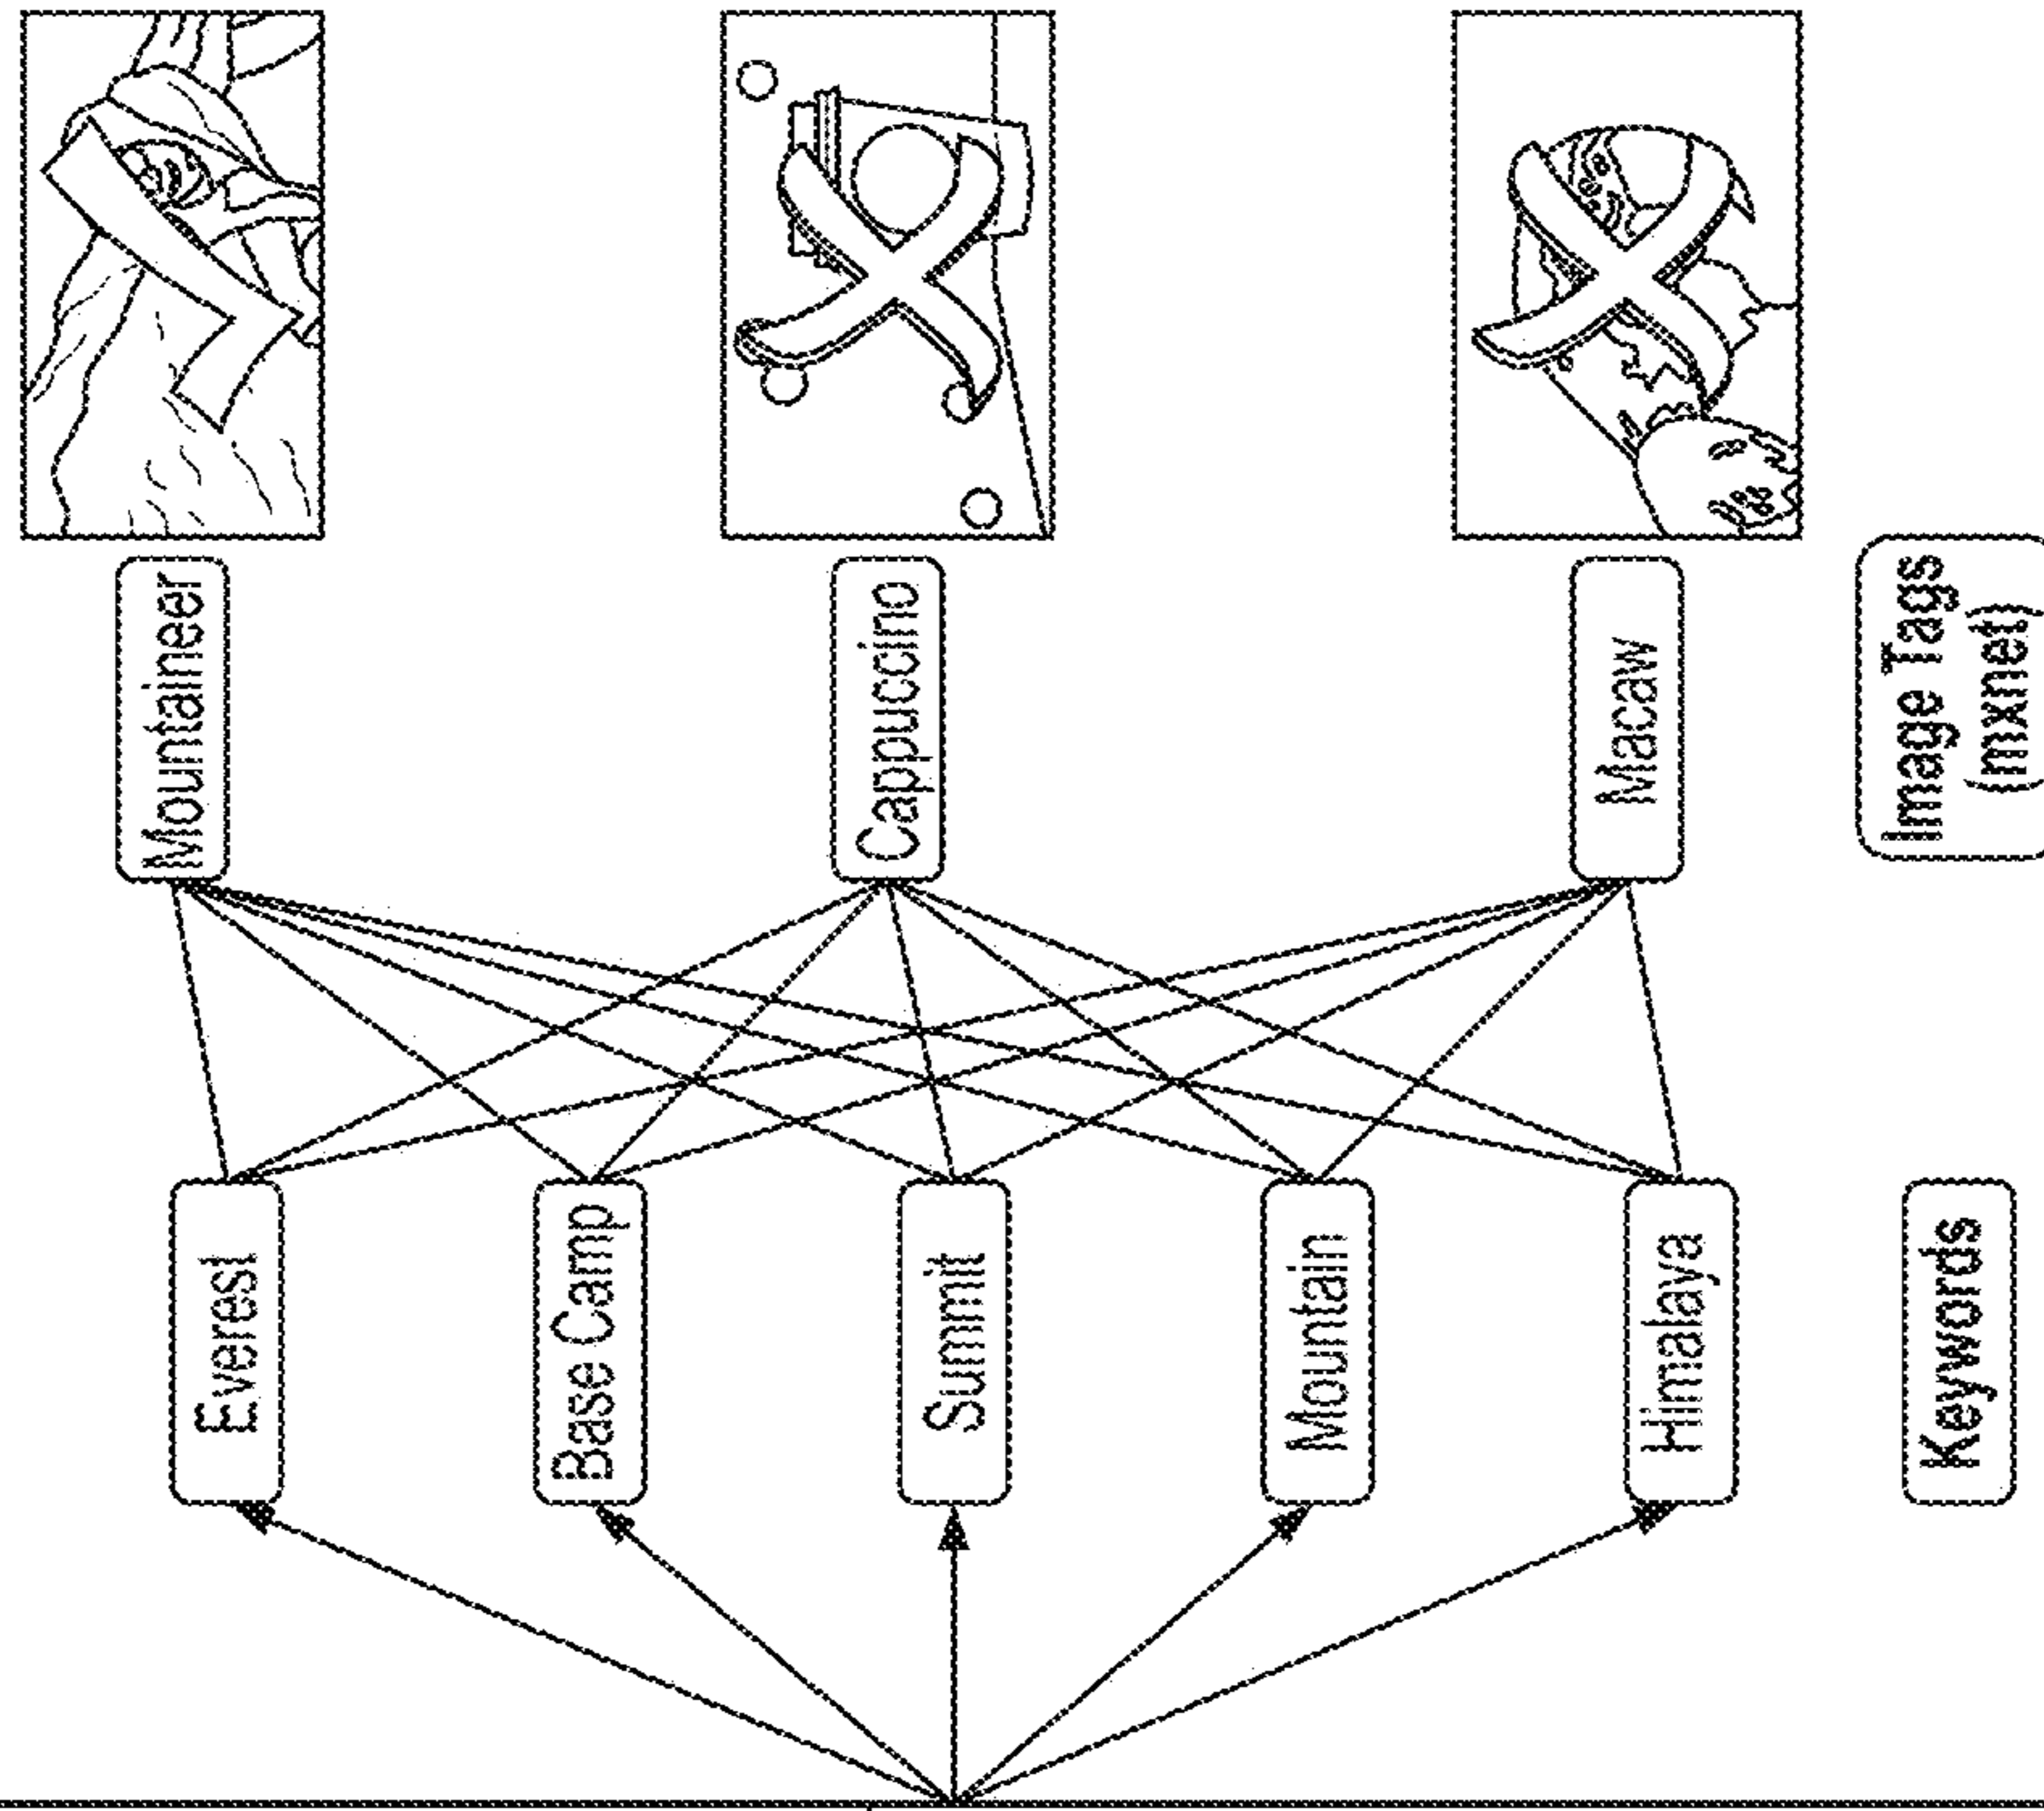 Everest
Base Camp
Summit
Mountain
Himalaya
Keywords
Mountaineer
Cappuccino
Macaw
Image Tags
(mxnet)